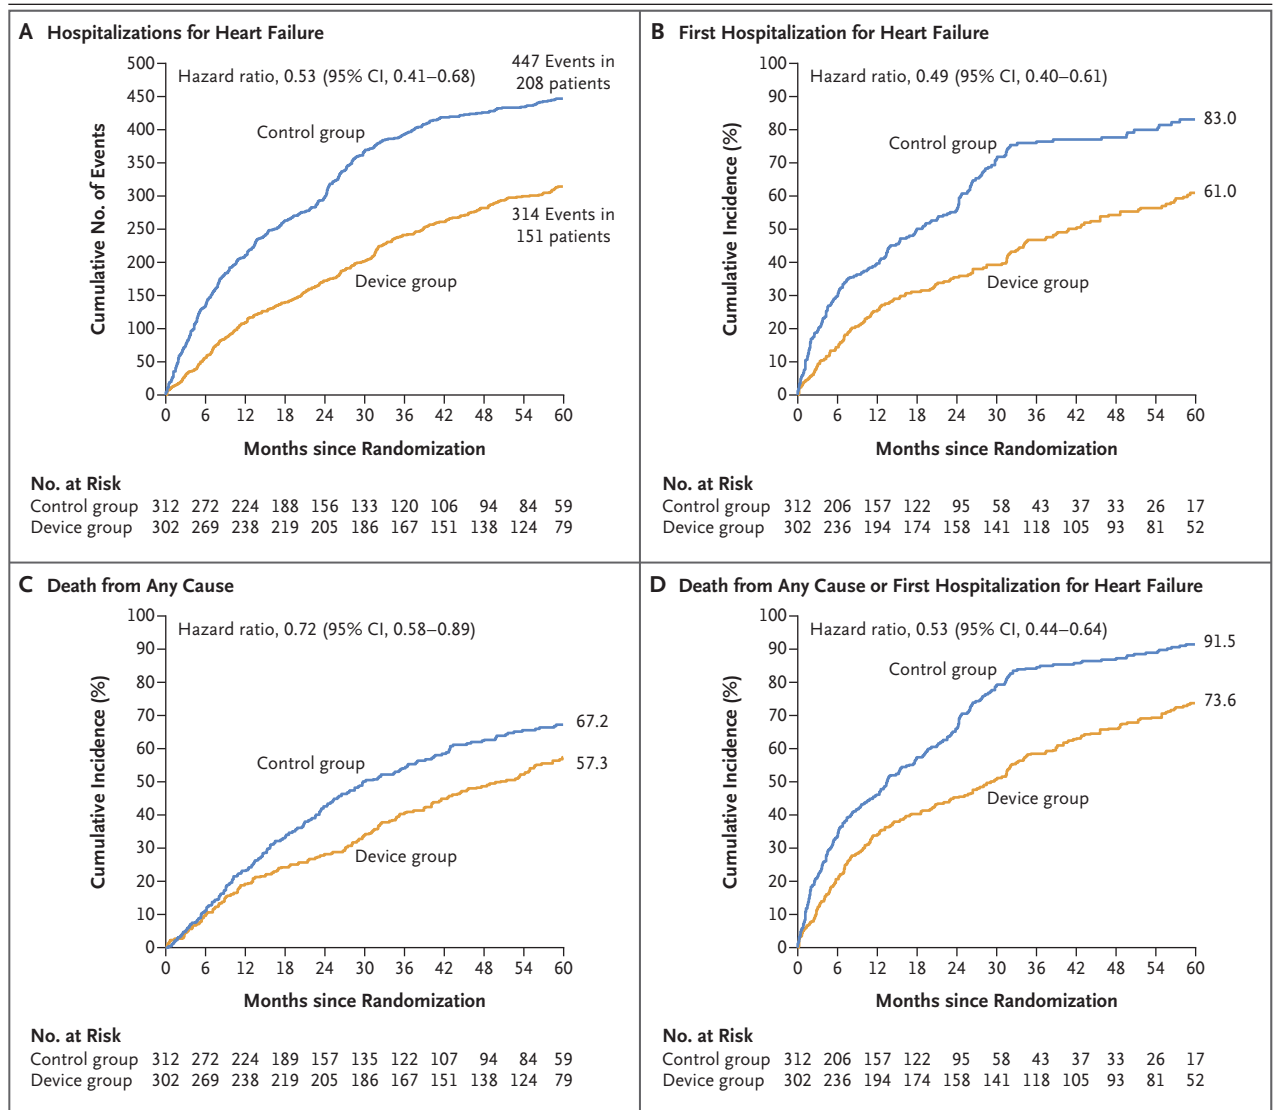 A Hospitalizations for Heart Failure
Hazard ratio, 0.53 (95% CI, 0.41–0.68)
447 Events in
208 patients
Control group
314 Events in
151 patients
Device group
Cumulative No. of Events
500
450
400
350
300
250
200
150
100
50
0
0 6 12 18 24 30 36 42 48 54 60
Months since Randomization
No. at Risk
Control group 312 272 224 188 156 133 120 106 94 84 59
Device group 302 269 238 219 205 186 167 151 138 124 79
B First Hospitalization for Heart Failure
Hazard ratio, 0.49 (95% CI, 0.40–0.61)
Control group
83.0
61.0
Device group
Cumulative Incidence (%)
100
90
80
70
60
50
40
30
20
10
0
0 6 12 18 24 30 36 42 48 54 60
Months since Randomization
No. at Risk
Control group 312 206 157 122 95 58 43 37 33 26 17
Device group 302 236 194 174 158 141 118 105 93 81 52
C Death from Any Cause
Hazard ratio, 0.72 (95% CI, 0.58–0.89)
67.2
Control group
57.3
Device group
Cumulative Incidence (%)
100
90
80
70
60
50
40
30
20
10
0
0 6 12 18 24 30 36 42 48 54 60
Months since Randomization
No. at Risk
Control group 312 272 224 189 157 135 122 107 94 84 59
Device group 302 269 238 219 205 186 167 151 138 124 79
D Death from Any Cause or First Hospitalization for Heart Failure
Hazard ratio, 0.53 (95% CI, 0.44–0.64)
91.5
Control group
73.6
Device group
Cumulative Incidence (%)
100
90
80
70
60
50
40
30
20
10
0
0 6 12 18 24 30 36 42 48 54 60
Months since Randomization
No. at Risk
Control group 312 206 157 122 95 58 43 37 33 26 17
Device group 302 236 194 174 158 141 118 105 93 81 52